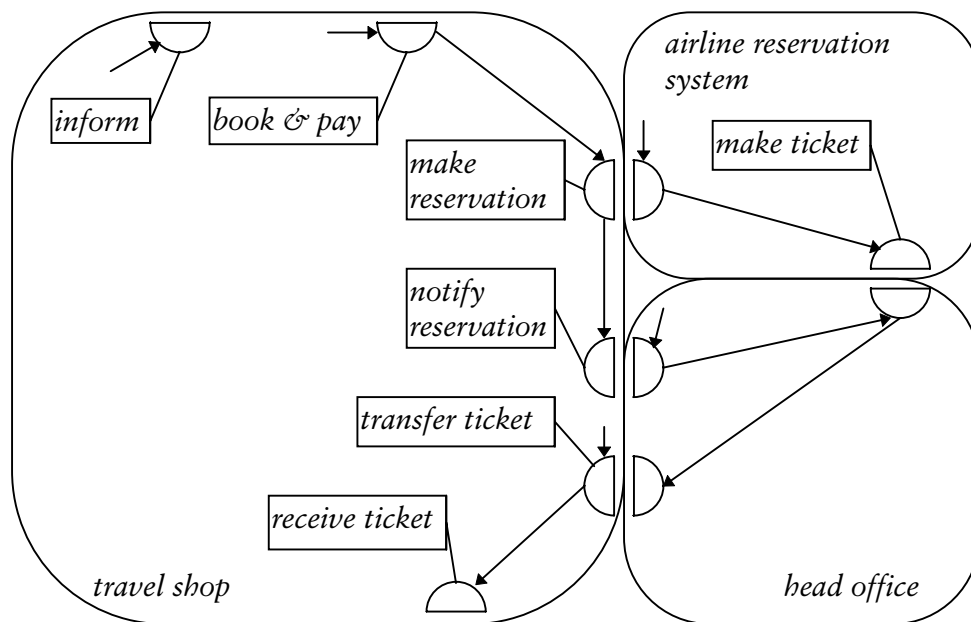 airline reservation
system
inform
book & pay
make ticket
make
reservation
notify
reservation
transfer ticket
receive ticket
travel shop
head office